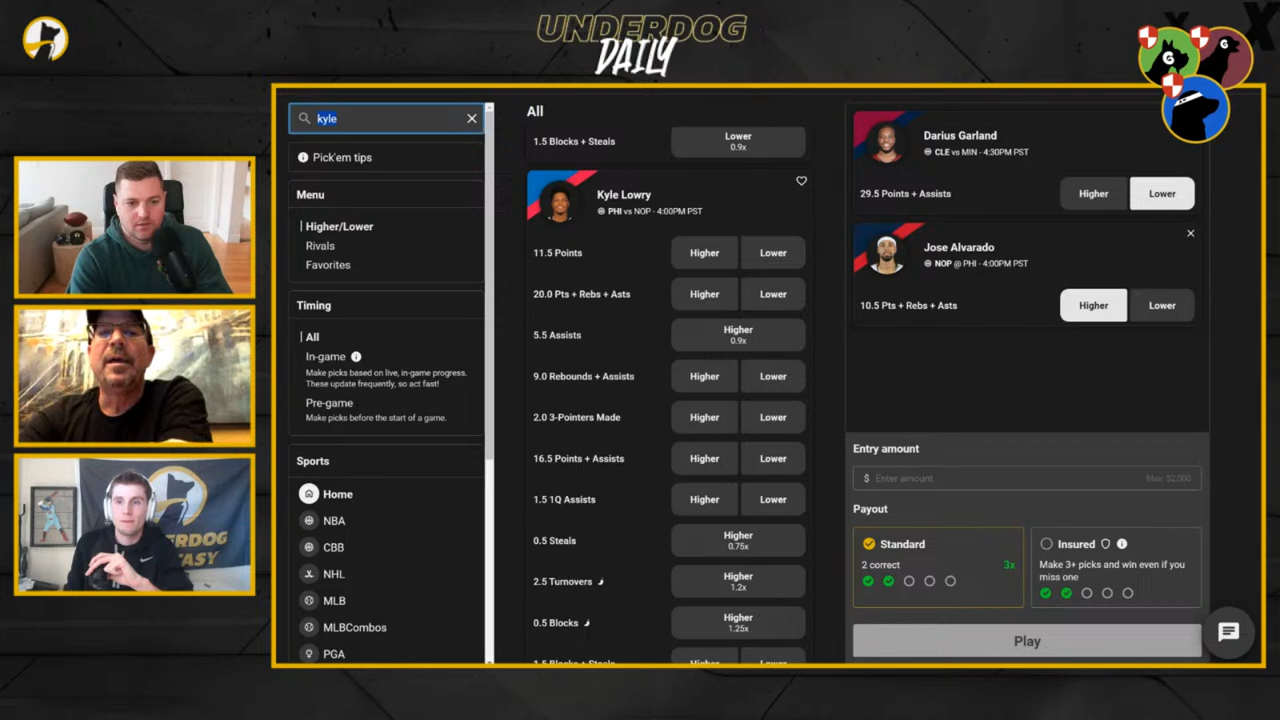 UNDERDOG
DAILY
G
G
kyle
Pick'em tips
Menu
Higher/Lower
Rivals
Favorites
Timing
All
In-game
Make picks based on live, in-game progress.
These update frequently, so act fast!
Pre-game
Make picks before the start of a game.
Sports
Home
NBA
CBB
NHL
MLB
MLBCombos
PGA
All
1.5 Blocks + Steals
Lower
0.9x
Kyle Lowry
PHI vs NOP - 4:00PM PST
11.5 Points
Higher
Lower
20.0 Pts + Rebs + Asts
Higher
Lower
5.5 Assists
Higher
0.9x
9.0 Rebounds + Assists
Higher
Lower
2.0 3-Pointers Made
Higher
Lower
16.5 Points + Assists
Higher
Lower
1.5 1Q Assists
Higher
Lower
0.5 Steals
Higher
0.75x
2.5 Turnovers
Higher
1.2x
0.5 Blocks
Higher
1.25x
1.5 Blocks + Steals
Higher
Lower
Darius Garland
CLE vs MIN - 4:30PM PST
29.5 Points + Assists
Higher
Lower
Jose Alvarado
NOP @ PHI - 4:00PM PST
10.5 Pts + Rebs + Asts
Higher
Lower
Entry amount
$ Enter amount
Max: $2,000
Payout
Standard
2 correct
3x
Insured
Make 3+ picks and win even if you
miss one
Play